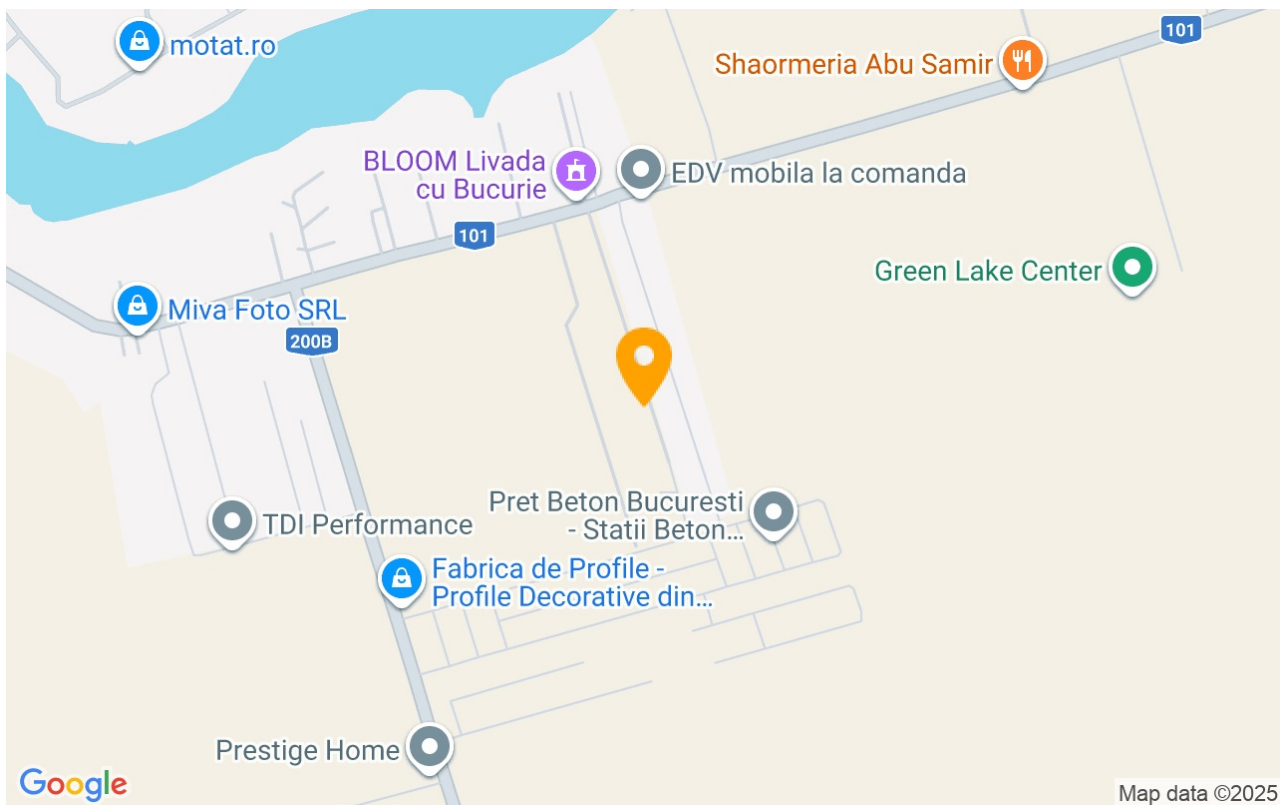 motat.ro
101
Shaormeria Abu Samir
BLOOM Livada
cu Bucurie
EDV mobila la comanda
101
Green Lake Center
Miva Foto SRL
200B
Pret Beton Bucuresti
- Statii Beton...
TDI Performance
Fabrica de Profile -
Profile Decorative din...
Prestige Home
Google
Map data ©2025